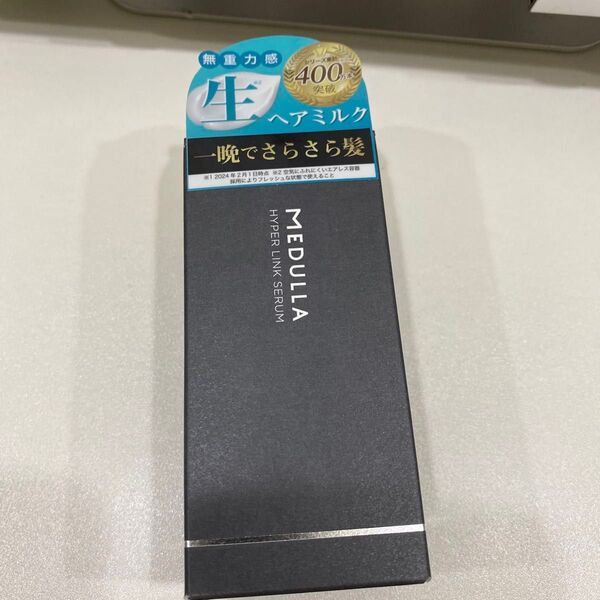 無重力感
シリーズ累計
400万本
突破
生※2
ヘアミルク
一晩でさらさら髪
※1 2024年2月1日時点 ※2 空気にふれにくいエアレス容器
採用によりフレッシュな状態で使えること
MEDULLA
HYPER LINK SERUM